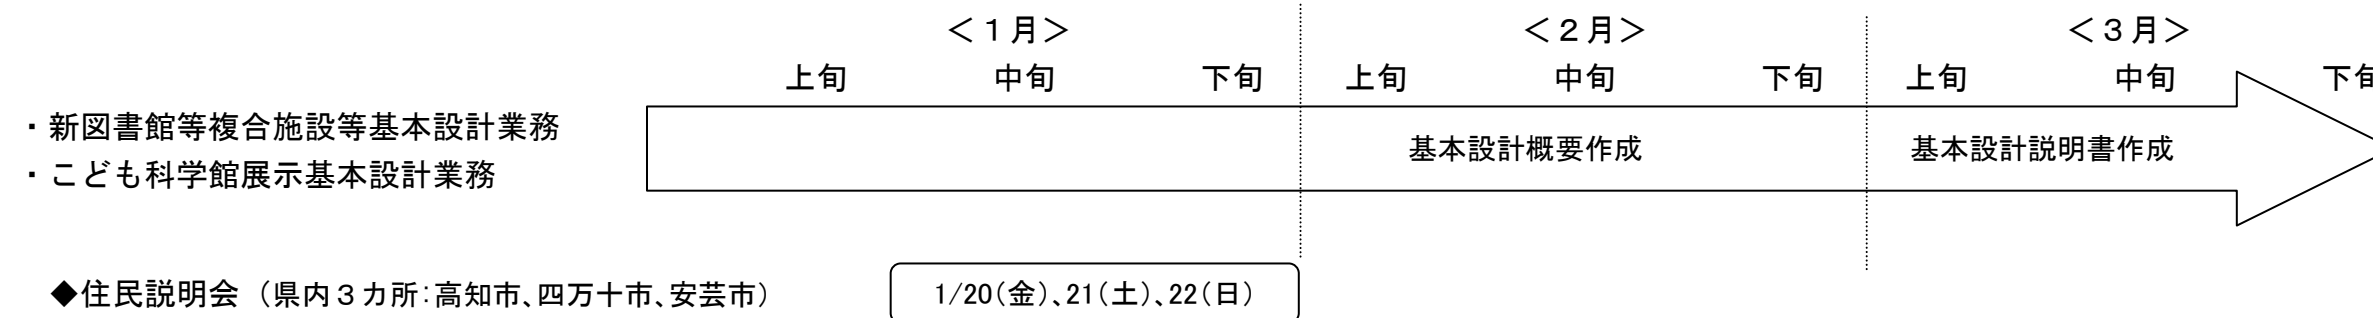 ＜１月＞ ＜２月＞ ＜３月＞
上旬 中旬 下旬 上旬 中旬 下旬 上旬 中旬 下旬
・新図書館等複合施設等基本設計業務
・こども科学館展示基本設計業務
基本設計概要作成 基本設計説明書作成
◆住民説明会（県内３カ所：高知市、四万十市、安芸市） 1/20（金）、21（土）、22（日）